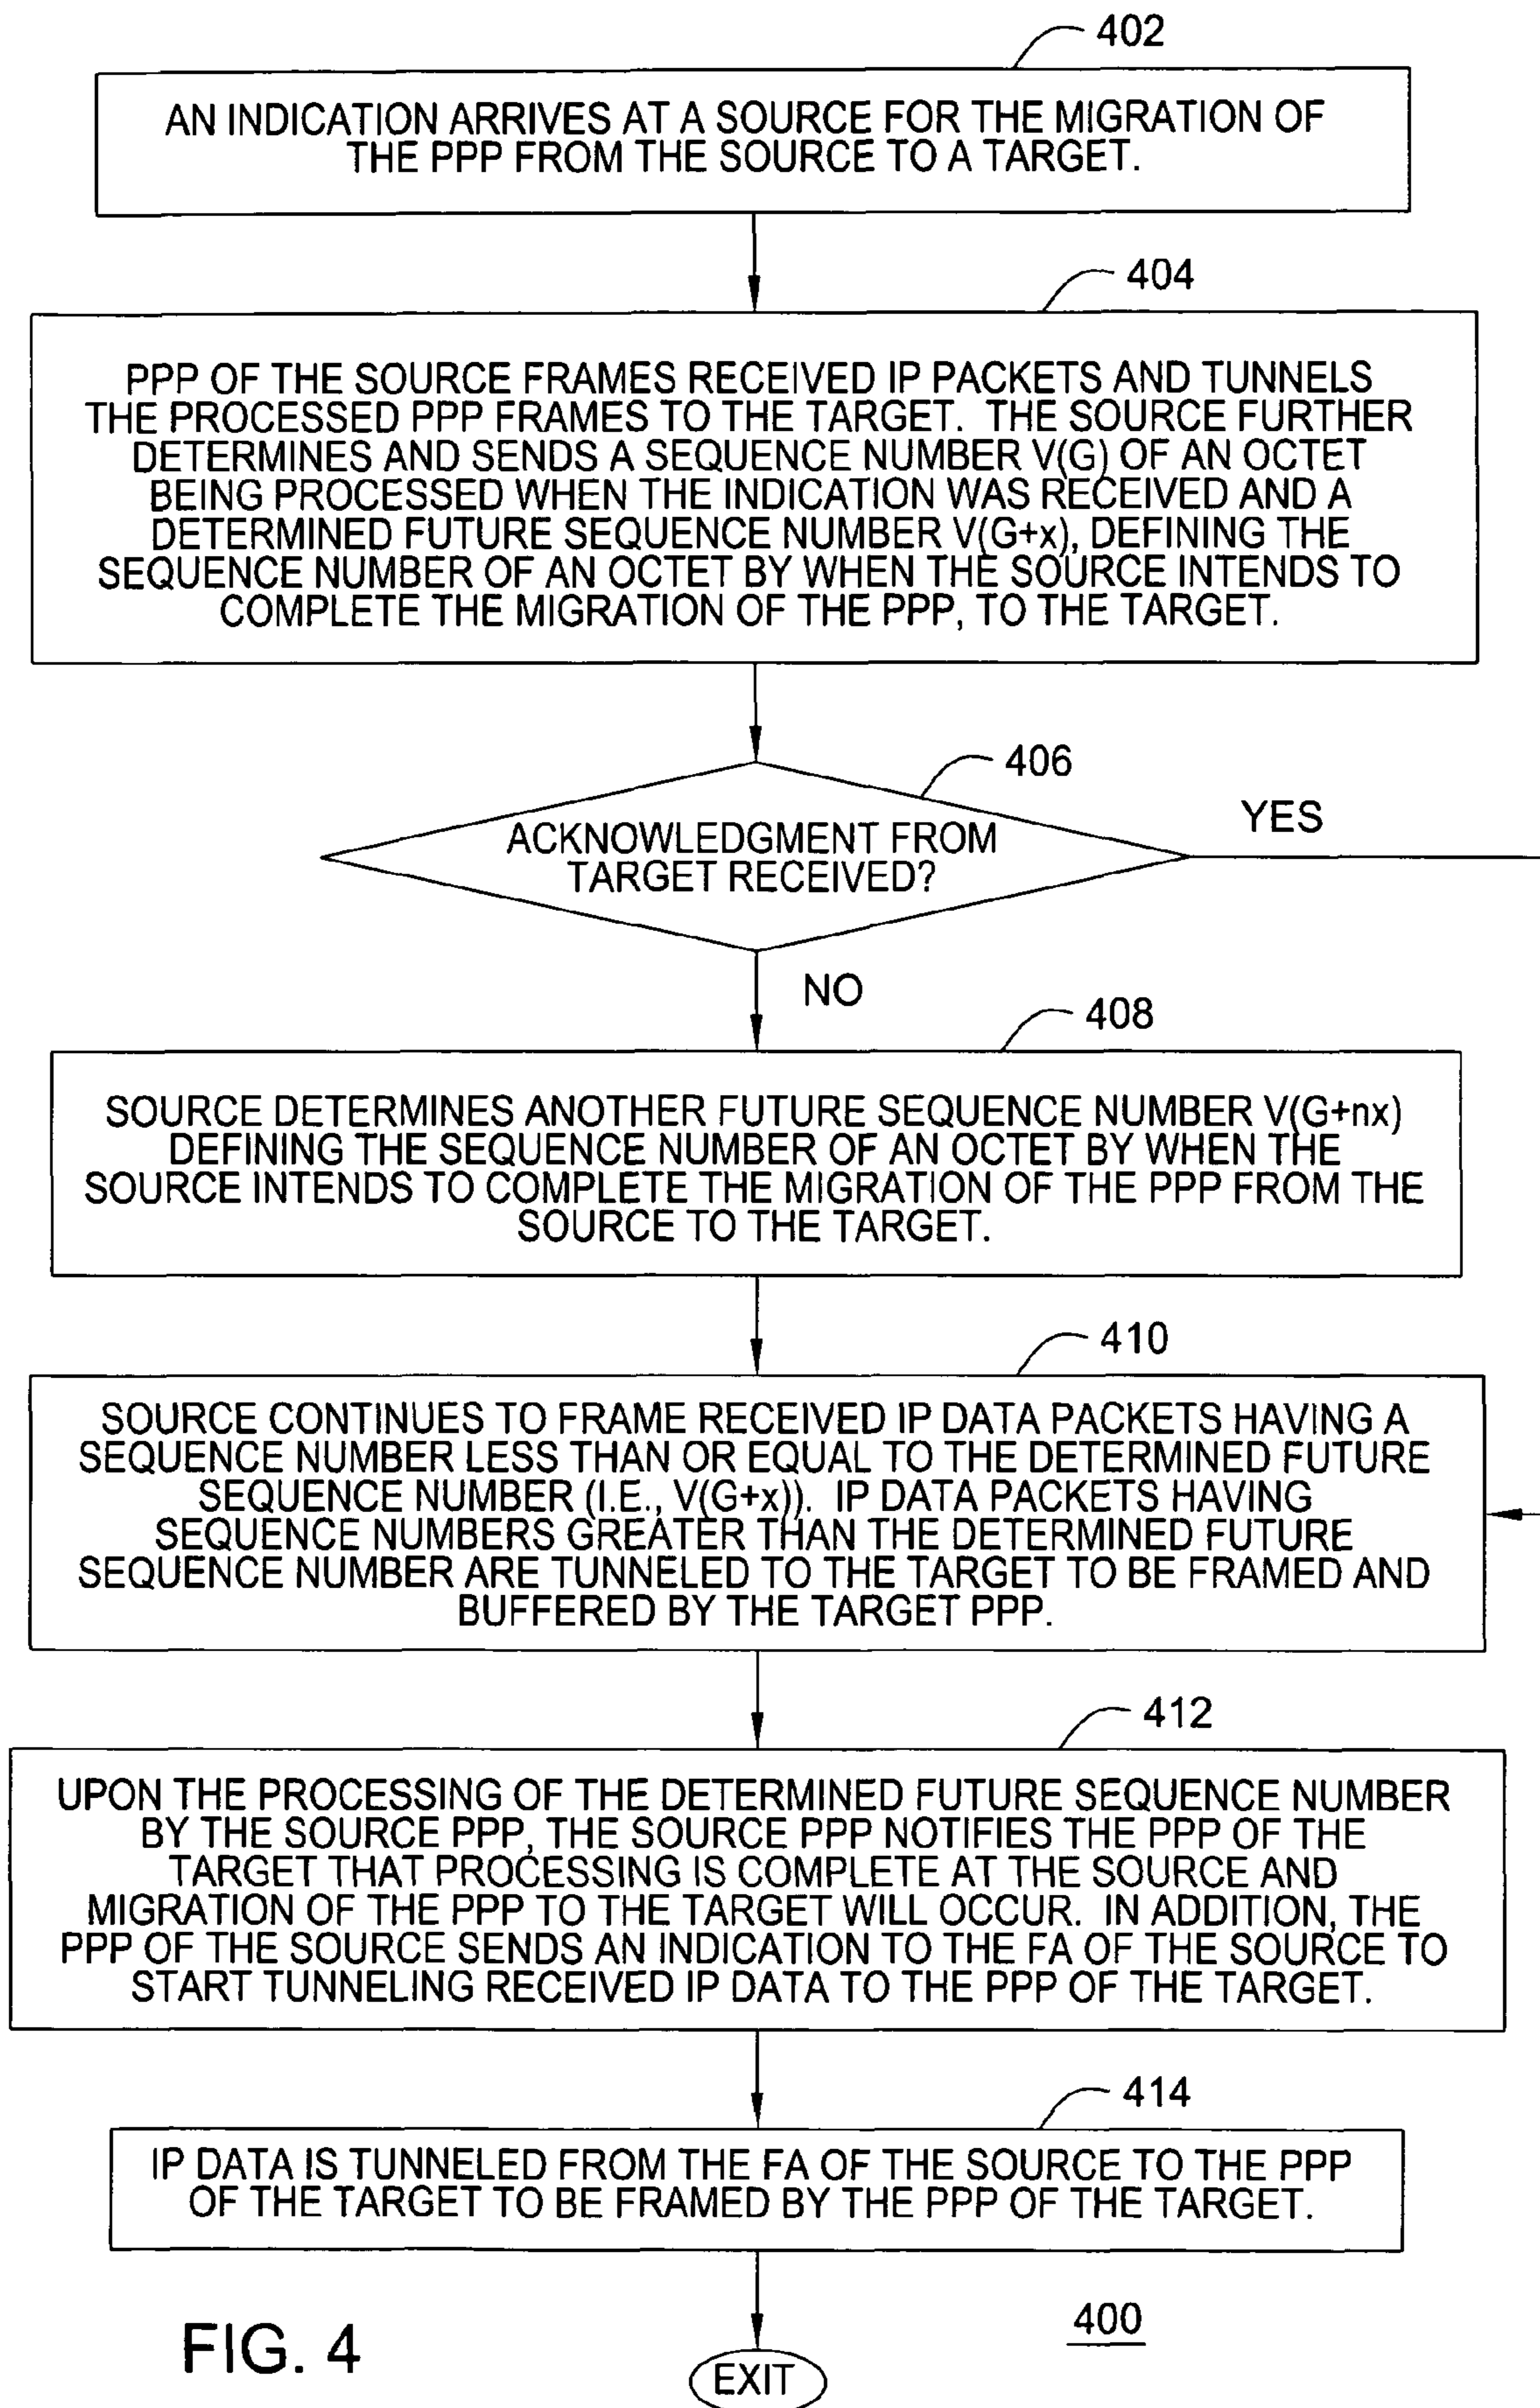 402
AN INDICATION ARRIVES AT A SOURCE FOR THE MIGRATION OF
THE PPP FROM THE SOURCE TO A TARGET.
404
PPP OF THE SOURCE FRAMES RECEIVED IP PACKETS AND TUNNELS
THE PROCESSED PPP FRAMES TO THE TARGET. THE SOURCE FURTHER
DETERMINES AND SENDS A SEQUENCE NUMBER V(G) OF AN OCTET
BEING PROCESSED WHEN THE INDICATION WAS RECEIVED AND A
DETERMINED FUTURE SEQUENCE NUMBER V(G+x), DEFINING THE
SEQUENCE NUMBER OF AN OCTET BY WHEN THE SOURCE INTENDS TO
COMPLETE THE MIGRATION OF THE PPP, TO THE TARGET.
406
YES
ACKNOWLEDGMENT FROM
TARGET RECEIVED?
NO
408
SOURCE DETERMINES ANOTHER FUTURE SEQUENCE NUMBER V(G+nx)
DEFINING THE SEQUENCE NUMBER OF AN OCTET BY WHEN THE
SOURCE INTENDS TO COMPLETE THE MIGRATION OF THE PPP FROM THE
SOURCE TO THE TARGET.
410
SOURCE CONTINUES TO FRAME RECEIVED IP DATA PACKETS HAVING A
SEQUENCE NUMBER LESS THAN OR EQUAL TO THE DETERMINED FUTURE
SEQUENCE NUMBER (I.E., V(G+x)). IP DATA PACKETS HAVING
SEQUENCE NUMBERS GREATER THAN THE DETERMINED FUTURE
SEQUENCE NUMBER ARE TUNNELED TO THE TARGET TO BE FRAMED AND
BUFFERED BY THE TARGET PPP.
412
UPON THE PROCESSING OF THE DETERMINED FUTURE SEQUENCE NUMBER
BY THE SOURCE PPP, THE SOURCE PPP NOTIFIES THE PPP OF THE
TARGET THAT PROCESSING IS COMPLETE AT THE SOURCE AND
MIGRATION OF THE PPP TO THE TARGET WILL OCCUR. IN ADDITION, THE
PPP OF THE SOURCE SENDS AN INDICATION TO THE FA OF THE SOURCE TO
START TUNNELING RECEIVED IP DATA TO THE PPP OF THE TARGET.
414
IP DATA IS TUNNELED FROM THE FA OF THE SOURCE TO THE PPP
OF THE TARGET TO BE FRAMED BY THE PPP OF THE TARGET.
400
FIG. 4
EXIT